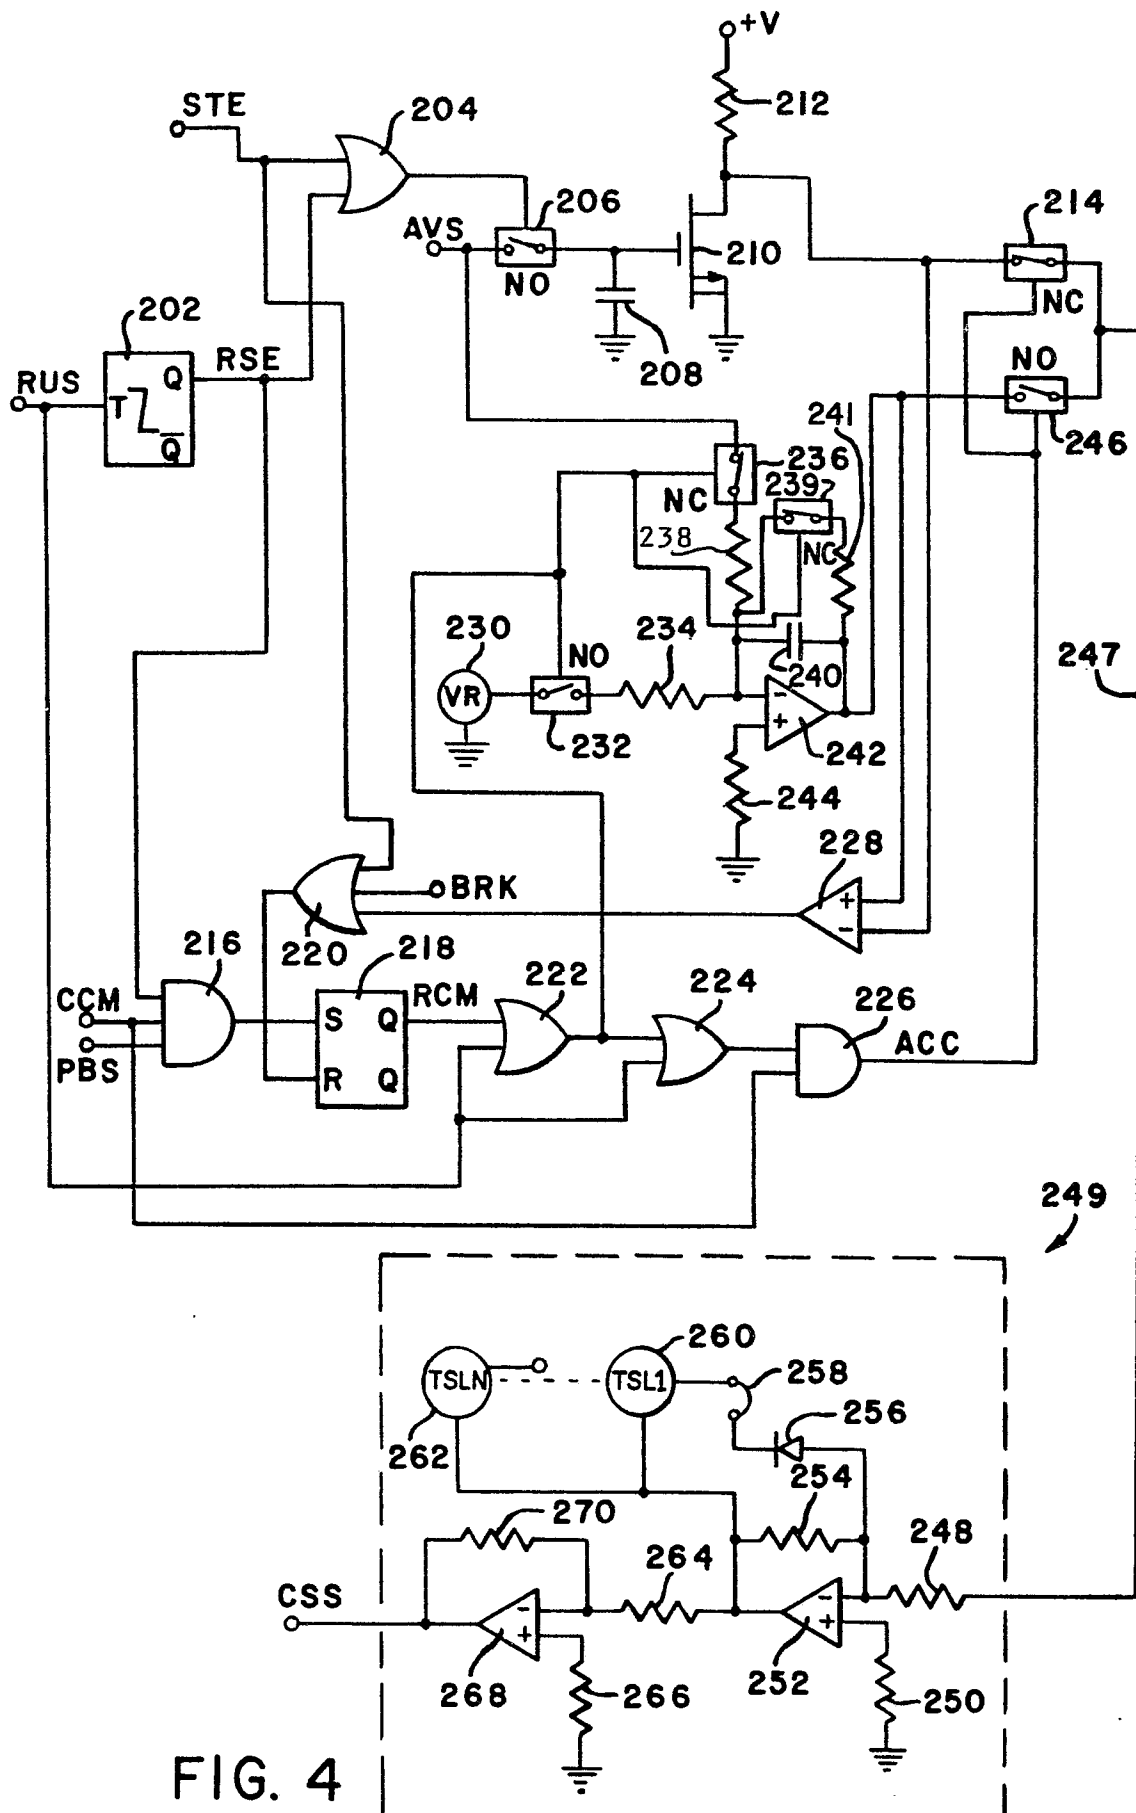 +V
212
STE
204
206
214
AVS
NO
210
NC
202
208
RSE
NO
RUS
Q
T
Q̅
241
246
236
NC
239
238
NC
230
234
NO
240
247
VR
-
+
232
242
244
228
+
-
BRK
220
216
218
222
224
226
CCM
RCM
S Q
ACC
PBS
R Q
249
260
258
TSLN
TSL1
256
262
254
270
264
248
CSS
-
+
-
+
268
266
252
250
FIG. 4